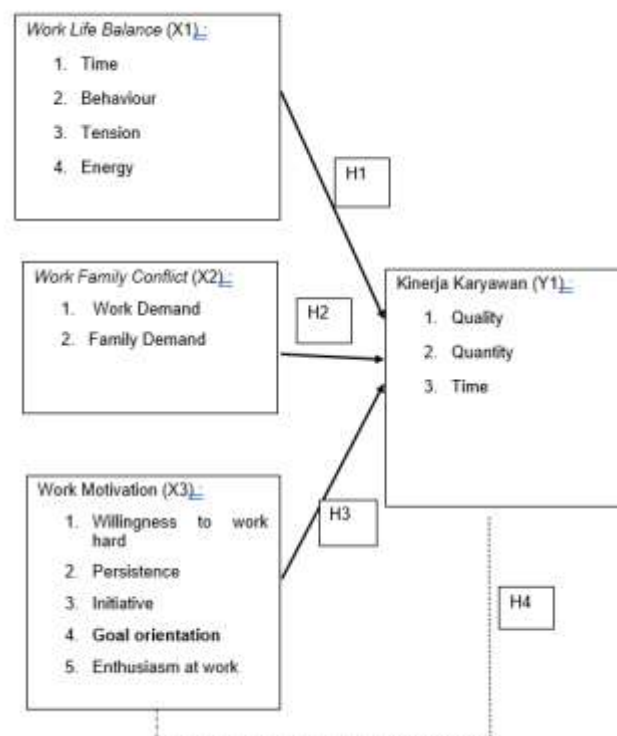 Work Life Balance (X1) :
1. Time
2. Behaviour
3. Tension
4. Energy
H1
Work Family Conflict (X2) :
1. Work Demand
2. Family Demand
H2
Kinerja Karyawan (Y1) :
1. Quality
2. Quantity
3. Time
Work Motivation (X3) :
1. Willingness to work
hard
2. Persistence
3. Initiative
4. Goal orientation
5. Enthusiasm at work
H3
H4